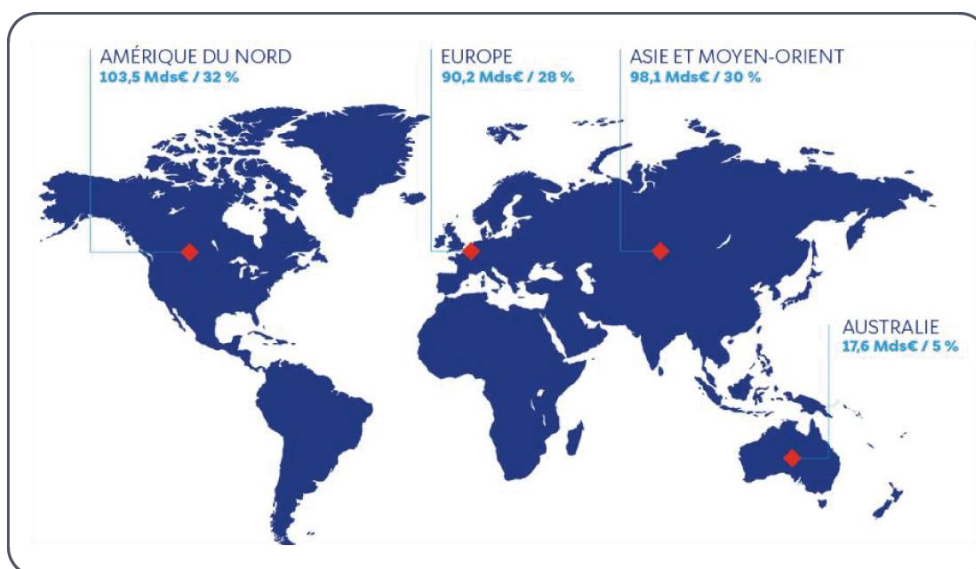 AMÉRIQUE DU NORD
103,5 Mds€ / 32 %
EUROPE
90,2 Mds€ / 28 %
ASIE ET MOYEN-ORIENT
98,1 Mds€ / 30 %
AUSTRALIE
17,6 Mds€ / 5 %